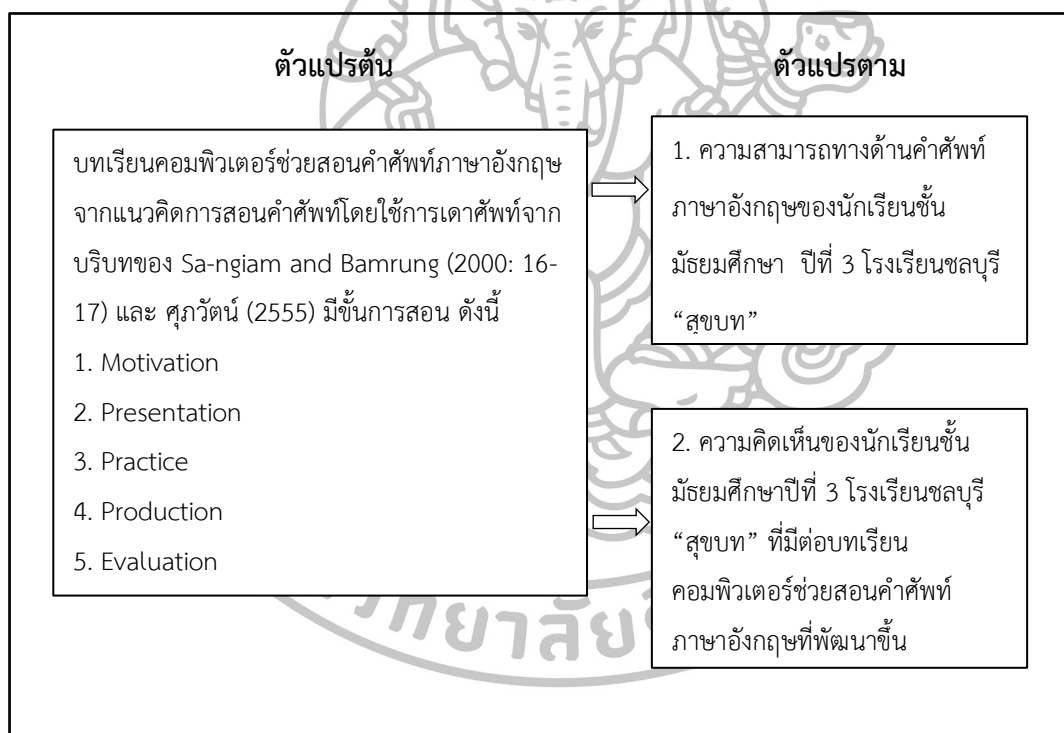 ตัวแปรต้น
ตัวแปรตาม
บทเรียนคอมพิวเตอร์ช่วยสอนคำศัพท์ภาษาอังกฤษ
จากแนวคิดการสอนคำศัพท์โดยใช้การเดาศัพท์จาก
บริบทของ Sa-ngiam and Bamrung (2000: 16-
17) และ ศุภวัตน์ (2555) มีขั้นการสอน ดังนี้
1. Motivation
2. Presentation
3. Practice
4. Production
5. Evaluation
1. ความสามารถทางด้านคำศัพท์
ภาษาอังกฤษของนักเรียนชั้น
มัธยมศึกษา ปีที่ 3 โรงเรียนชลบุรี
“สุขบท”
2. ความคิดเห็นของนักเรียนชั้น
มัธยมศึกษาปีที่ 3 โรงเรียนชลบุรี
“สุขบท” ที่มีต่อบทเรียน
คอมพิวเตอร์ช่วยสอนคำศัพท์
ภาษาอังกฤษที่พัฒนาขึ้น